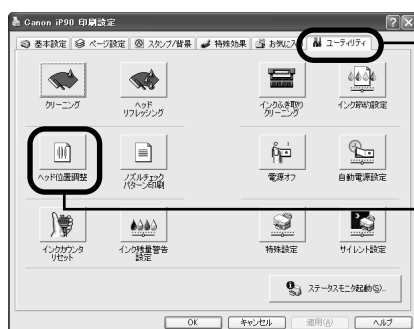 Canon iP90 印刷設定
基本設定 ページ設定 スタンプ/背景 特殊効果 お気に入 ユーティリティ
クリーニング ヘッド インクふき取り インク節約設定
リフレッシング クリーニング
ヘッド位置調整 ノズルチェック 電源オフ 自動電源設定
パターン印刷
インクカウンタ インク残量警告 特殊設定 サイレント設定
リセット 設定
ステータスモニタ起動(S)...
OK キャンセル 適用(A) ヘルプ